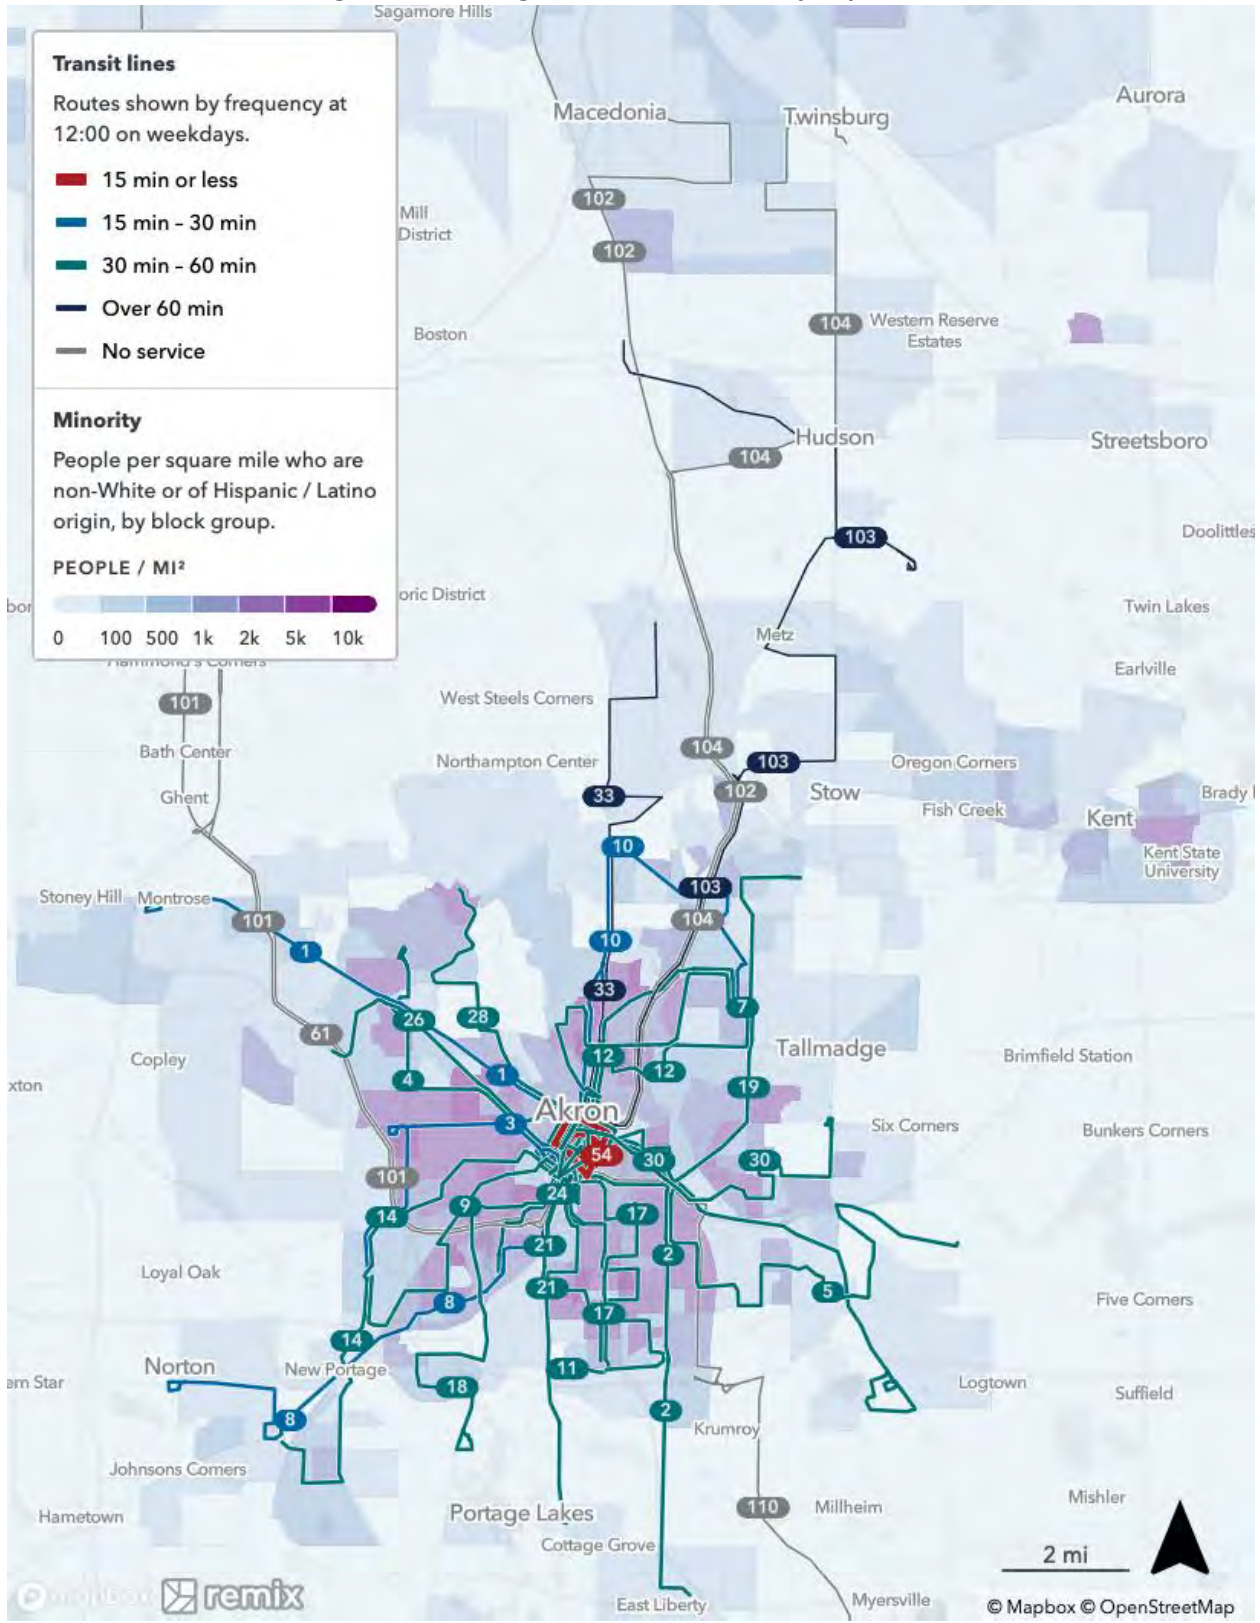 Sagamore Hills
Transit lines
Routes shown by frequency at
12:00 on weekdays.
15 min or less
15 min – 30 min
30 min – 60 min
Over 60 min
No service
Minority
People per square mile who are
non-White or of Hispanic / Latino
origin, by block group.
PEOPLE / MI²
0 100 500 1k 2k 5k 10k
Aurora
Macedonia
Twinsburg
102
Mill
District
102
104
Western Reserve
Estates
Boston
Hudson
Streetsboro
104
103
Doolittles
oric District
Twin Lakes
Metz
Hammond's Corners
Earlville
101
West Steels Corners
104
Bath Center
Northampton Center
103
Oregon Corners
33
102
Stow
Ghent
Fish Creek
Brady
Kent
10
Kent State
University
103
Stoney Hill
Montrose
101
104
1
10
33
7
26
28
61
Tallmadge
Copley
12
Brimfield Station
12
xton
4
1
19
Akron
3
Six Corners
Bunkers Corners
54
30
30
101
24
9
14
17
21
2
Loyal Oak
21
5
8
17
Five Corners
14
Norton
New Portage
11
ern Star
18
Logtown
Suffield
2
8
Krumroy
Johnsons Corners
Mishler
Portage Lakes
110
Millheim
Hametown
Cottage Grove
2 mi
remix
East Liberty
Myersville
© Mapbox © OpenStreetMap